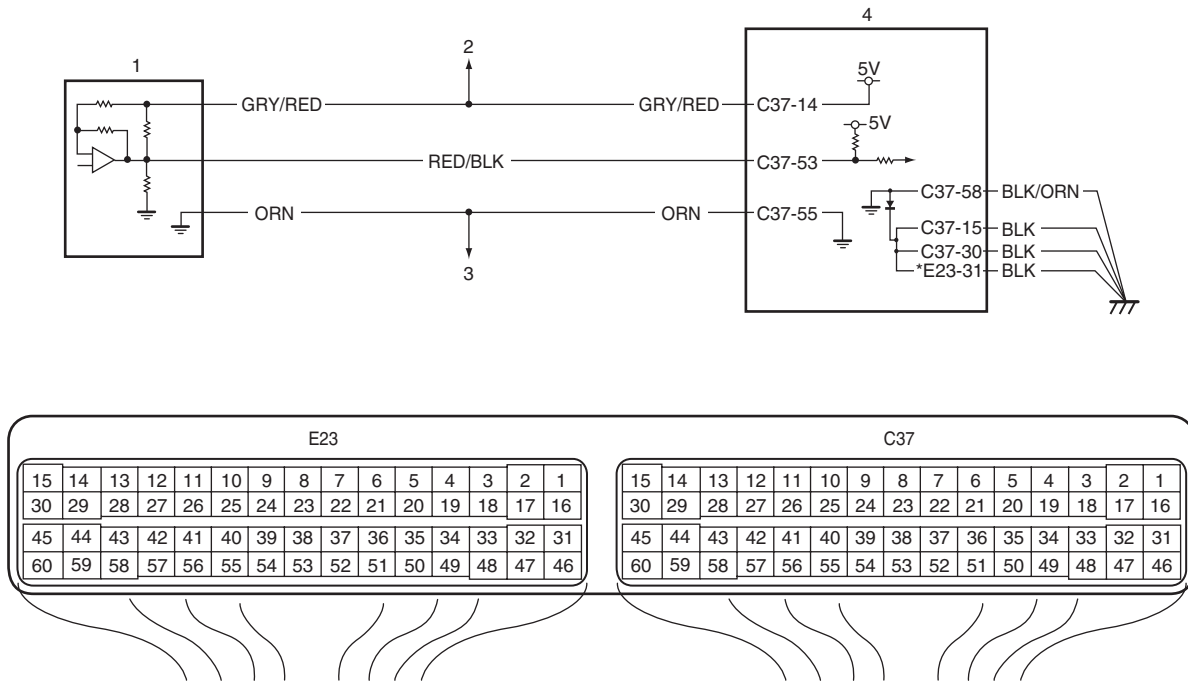 4
2
1
5V
GRY/RED GRY/RED C37-14
5V
RED/BLK C37-53
C37-58 BLK/ORN
ORN ORN C37-55
C37-15 BLK
C37-30 BLK
*E23-31 BLK
3
E23 C37
15 14 13 12 11 10 9 8 7 6 5 4 3 2 1 15 14 13 12 11 10 9 8 7 6 5 4 3 2 1
30 29 28 27 26 25 24 23 22 21 20 19 18 17 16 30 29 28 27 26 25 24 23 22 21 20 19 18 17 16
45 44 43 42 41 40 39 38 37 36 35 34 33 32 31 45 44 43 42 41 40 39 38 37 36 35 34 33 32 31
60 59 58 57 56 55 54 53 52 51 50 49 48 47 46 60 59 58 57 56 55 54 53 52 51 50 49 48 47 46